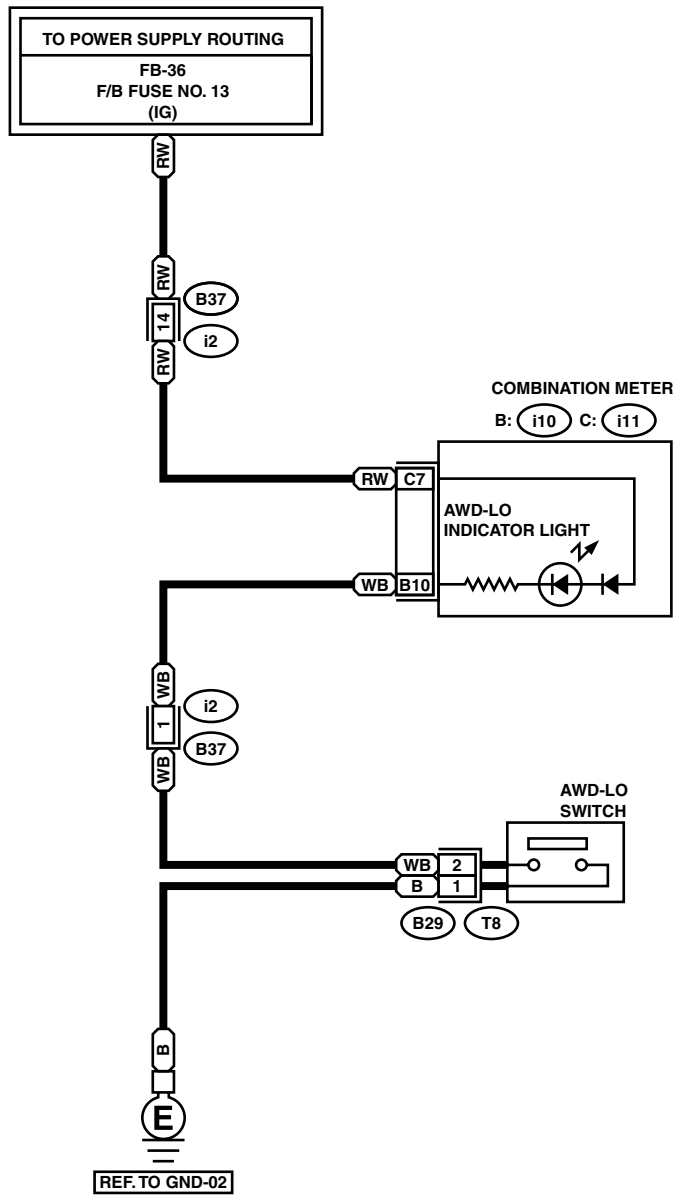 TO POWER SUPPLY ROUTING
FB-36
F/B FUSE NO. 13
(IG)
RW
RW
B37
14
i2
RW
COMBINATION METER
B: i10 C: i11
RW C7
AWD-LO
INDICATOR LIGHT
WB B10
WB
i2
1
B37
WB
AWD-LO
SWITCH
WB 2
B 1
B29 T8
B
E
REF. TO GND-02